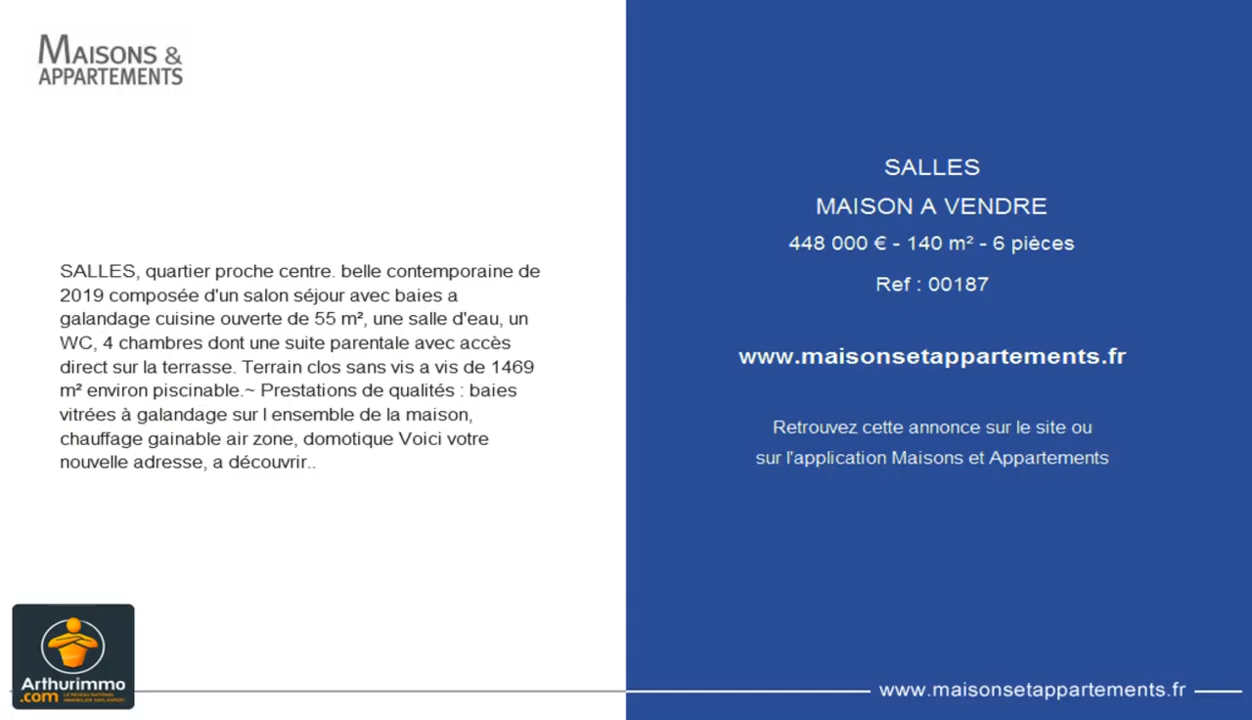 MAISONS &
APPARTEMENTS
SALLES, quartier proche centre. belle contemporaine de
2019 composée d'un salon séjour avec baies a
galandage cuisine ouverte de 55 m², une salle d'eau, un
WC, 4 chambres dont une suite parentale avec accès
direct sur la terrasse. Terrain clos sans vis a vis de 1469
m² environ piscinable.~ Prestations de qualités : baies
vitrées à galandage sur l ensemble de la maison,
chauffage gainable air zone, domotique Voici votre
nouvelle adresse, a découvrir..
SALLES
MAISON A VENDRE
448 000 € - 140 m² - 6 pièces
Ref : 00187
www.maisonsetappartements.fr
Retrouvez cette annonce sur le site ou
sur l'application Maisons et Appartements
Arthurimmo
.com
www.maisonsetappartements.fr